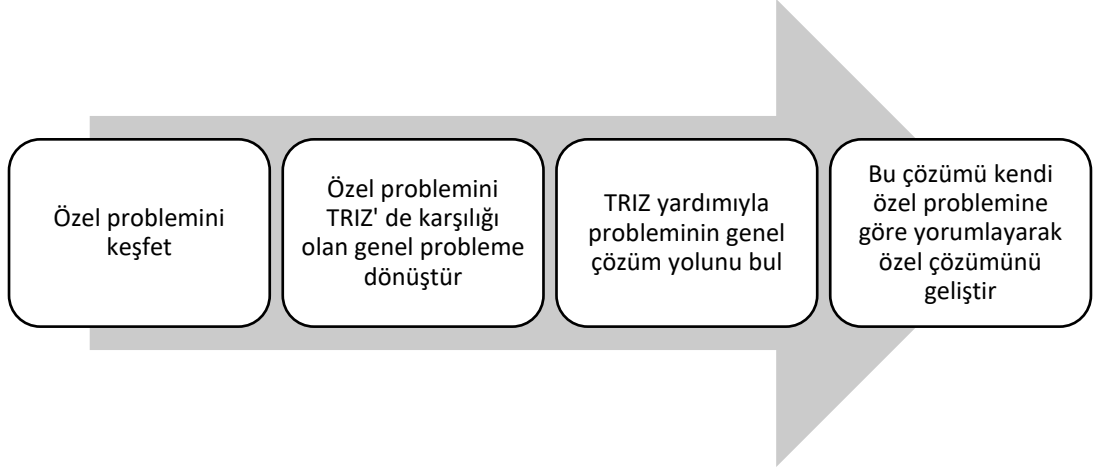 Özel problemini
keşfet
Özel problemini
TRIZ' de karşılığı
olan genel probleme
dönüştür
TRIZ yardımıyla
probleminin genel
çözüm yolunu bul
Bu çözümü kendi
özel problemine
göre yorumlayarak
özel çözümünü
geliştir